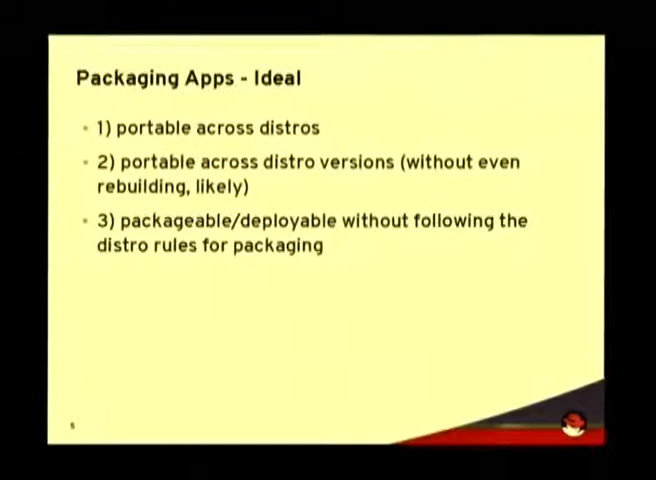 Packaging Apps - Ideal
1) portable across distros
2) portable across distro versions (without even
rebuilding, likely)
3) packageable/deployable without following the
distro rules for packaging
5